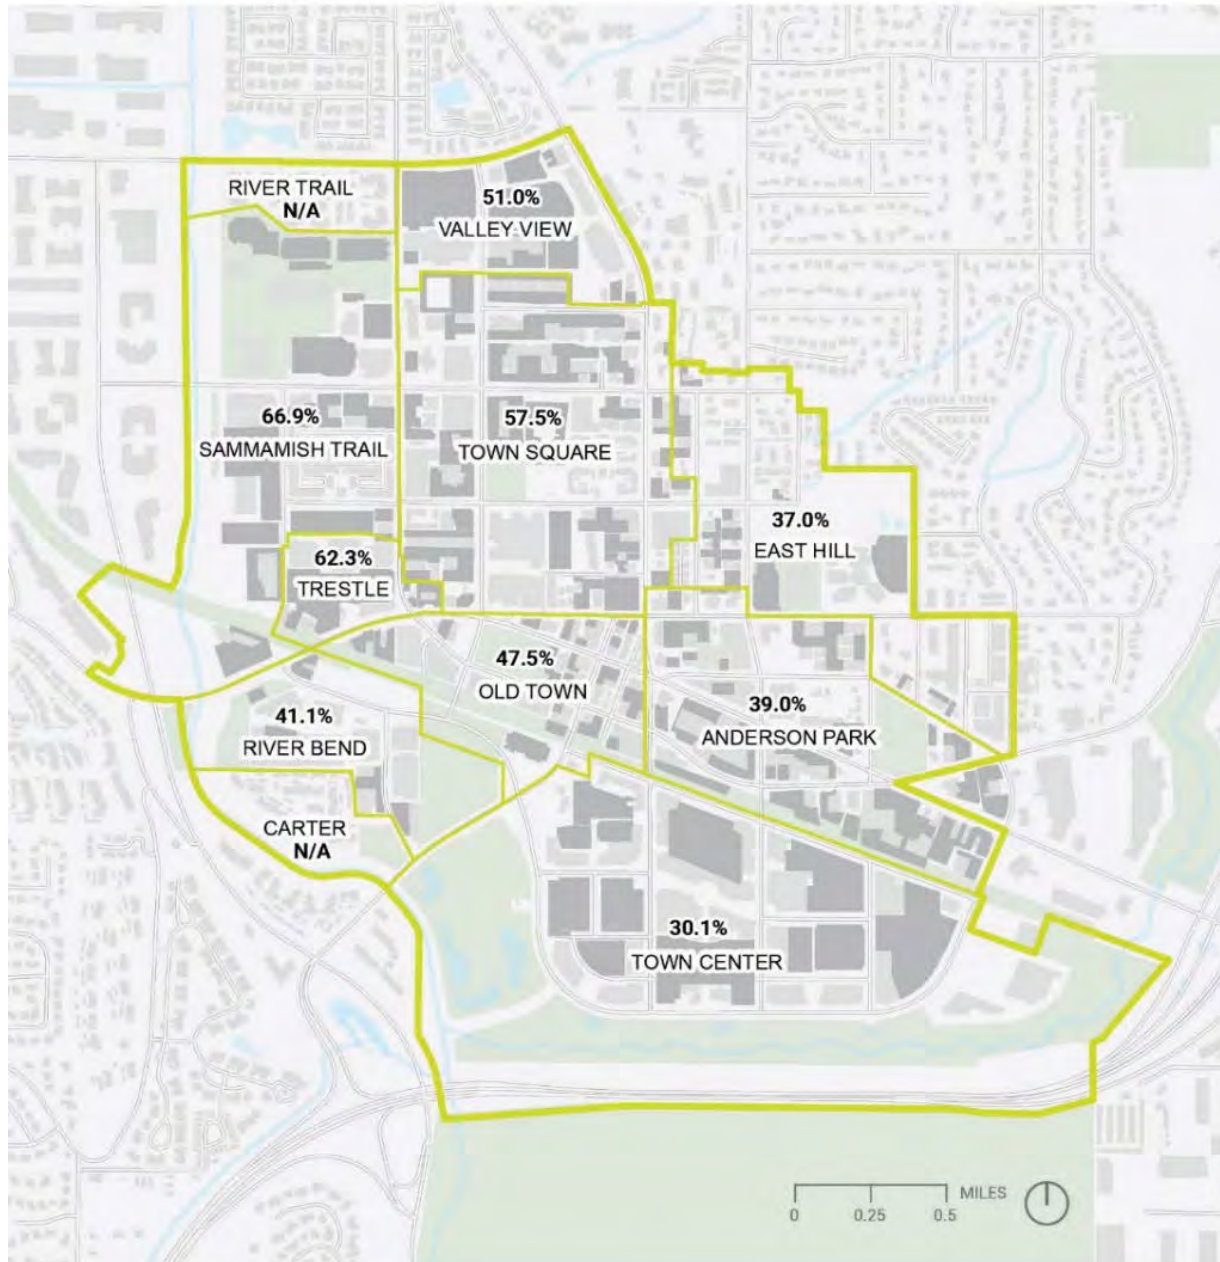 RIVER TRAIL
N/A
51.0%
VALLEY VIEW
66.9%
SAMMAMISH TRAIL
57.5%
TOWN SQUARE
37.0%
EAST HILL
62.3%
TRESTLE
47.5%
OLD TOWN
39.0%
ANDERSON PARK
41.1%
RIVER BEND
CARTER
N/A
30.1%
TOWN CENTER
MILES
0 0.25 0.5